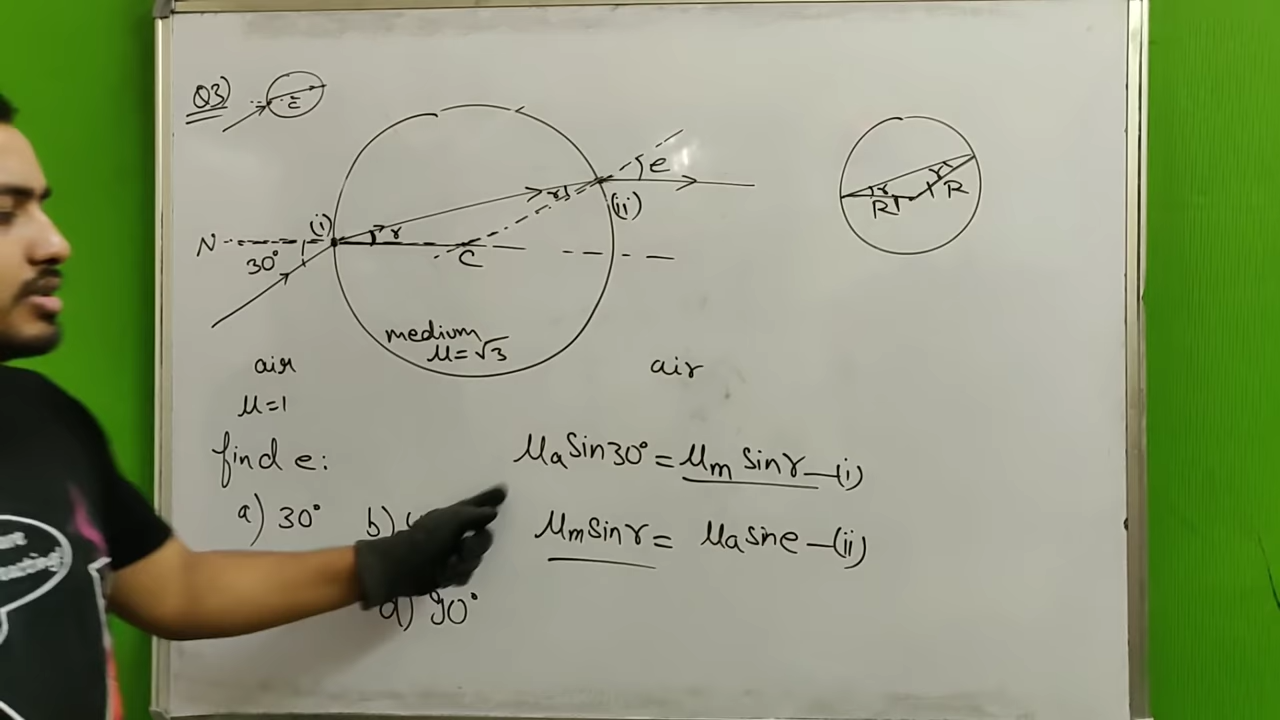 Q3)
C
N
30°
(i)
r
C
r
e
(ii)
r
r
R
R
medium
μ=√3
air
μ=1
air
find e:
a) 30° b)
d) 90°
μa Sin30° = μm Sinr —(i)
μm Sinr = μa Sine —(ii)